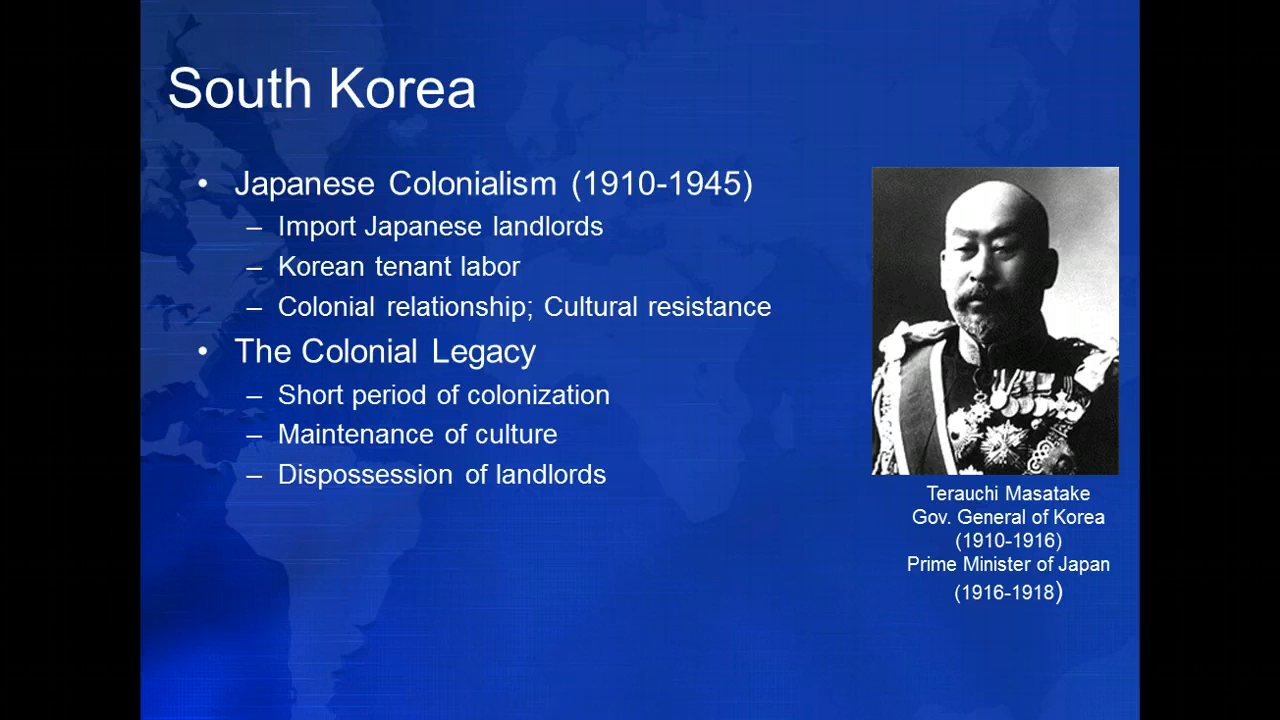 South Korea
• Japanese Colonialism (1910-1945)
– Import Japanese landlords
– Korean tenant labor
– Colonial relationship; Cultural resistance
• The Colonial Legacy
– Short period of colonization
– Maintenance of culture
– Dispossession of landlords
Terauchi Masatake
Gov. General of Korea
(1910-1916)
Prime Minister of Japan
(1916-1918)